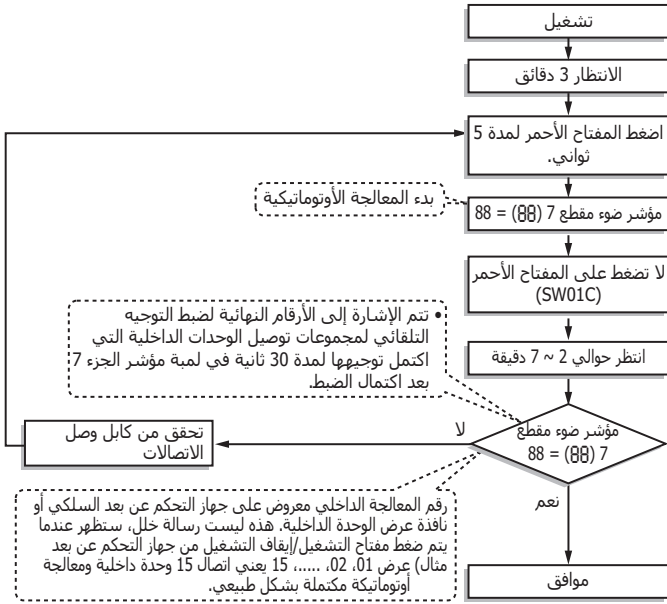 تشغيل
الانتظار 3 دقائق
اضغط المفتاح الأحمر لمدة 5
ثواني.
بدء المعالجة الأوتوماتيكية
مؤشر ضوء مقطع 7 (88) = 88
لا تضغط على المفتاح الأحمر
(SW01C)
• تتم الإشارة إلى الأرقام النهائية لضبط التوجيه
التلقائي لمجموعات توصيل الوحدات الداخلية التي
اكتمل توجيهها لمدة 30 ثانية في لمبة مؤشر الجزء 7
بعد اكتمال الضبط.
انتظر حوالي 2 ~ 7 دقيقة
مؤشر ضوء مقطع
7 (88) = 88
لا
تحقق من كابل وصل
الاتصالات
نعم
رقم المعالجة الداخلي معروض على جهاز التحكم عن بعد السلكي أو
نافذة عرض الوحدة الداخلية. هذه ليست رسالة خلل، ستظهر عندما
يتم ضغط مفتاح التشغيل/إيقاف التشغيل من جهاز التحكم عن بعد
مثال) عرض 01، 02، .....، 15 يعني اتصال 15 وحدة داخلية ومعالجة
أوتوماتيكة مكتملة بشكل طبيعي.
موافق